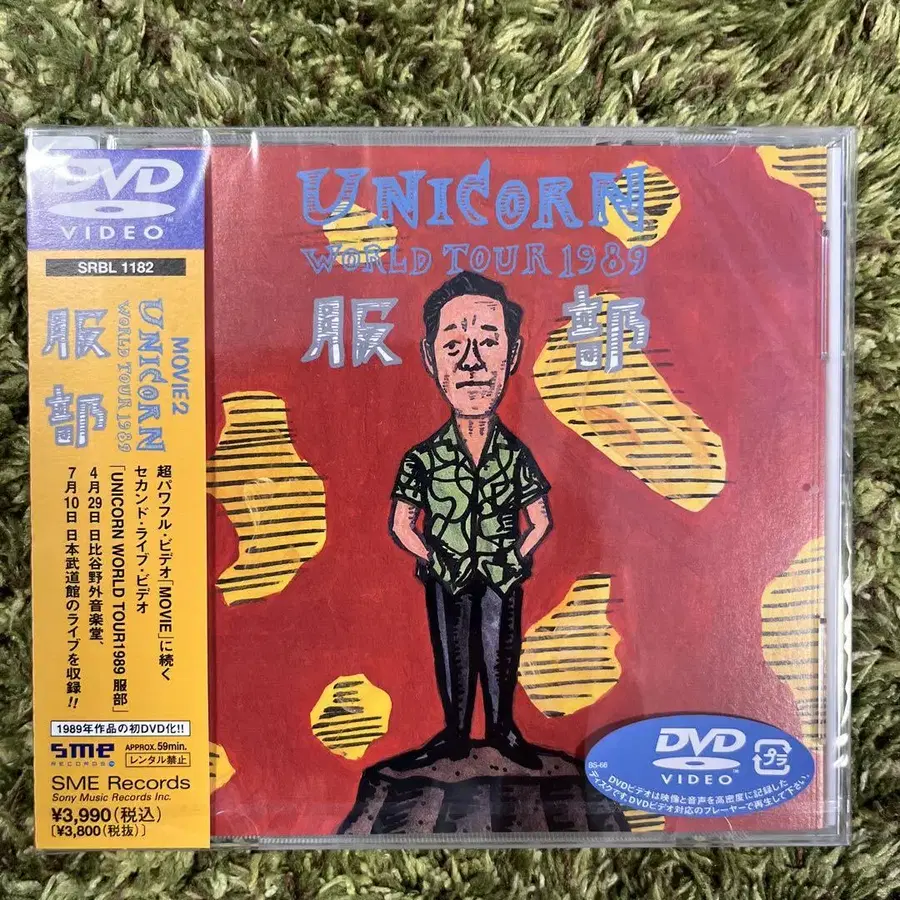 DVD
VIDEO
SRBL 1182
MOVIE 2
UNICORN
WORLD TOUR 1989
服部
超パワフル・ビデオ「MOVIE」に続く
セカンド・ライブ・ビデオ
「UNICORN WORLD TOUR1989 服部」
4月29日 日比谷野外音楽堂、
7月10日 日本武道館のライブを収録!!
1989年作品の初DVD化!!
sme
RECORDS
APPROX. 59min.
レンタル禁止
SME Records
Sony Music Records Inc.
¥3,990(税込)
〔¥3,800(税抜)〕
UNICORN
WORLD TOUR 1989
服部
BS-66
DVD
VIDEO
プラ
DVDビデオは映像と音声を高密度に記録した
ディスクです。DVDビデオ対応のプレーヤーで再生して下さい。